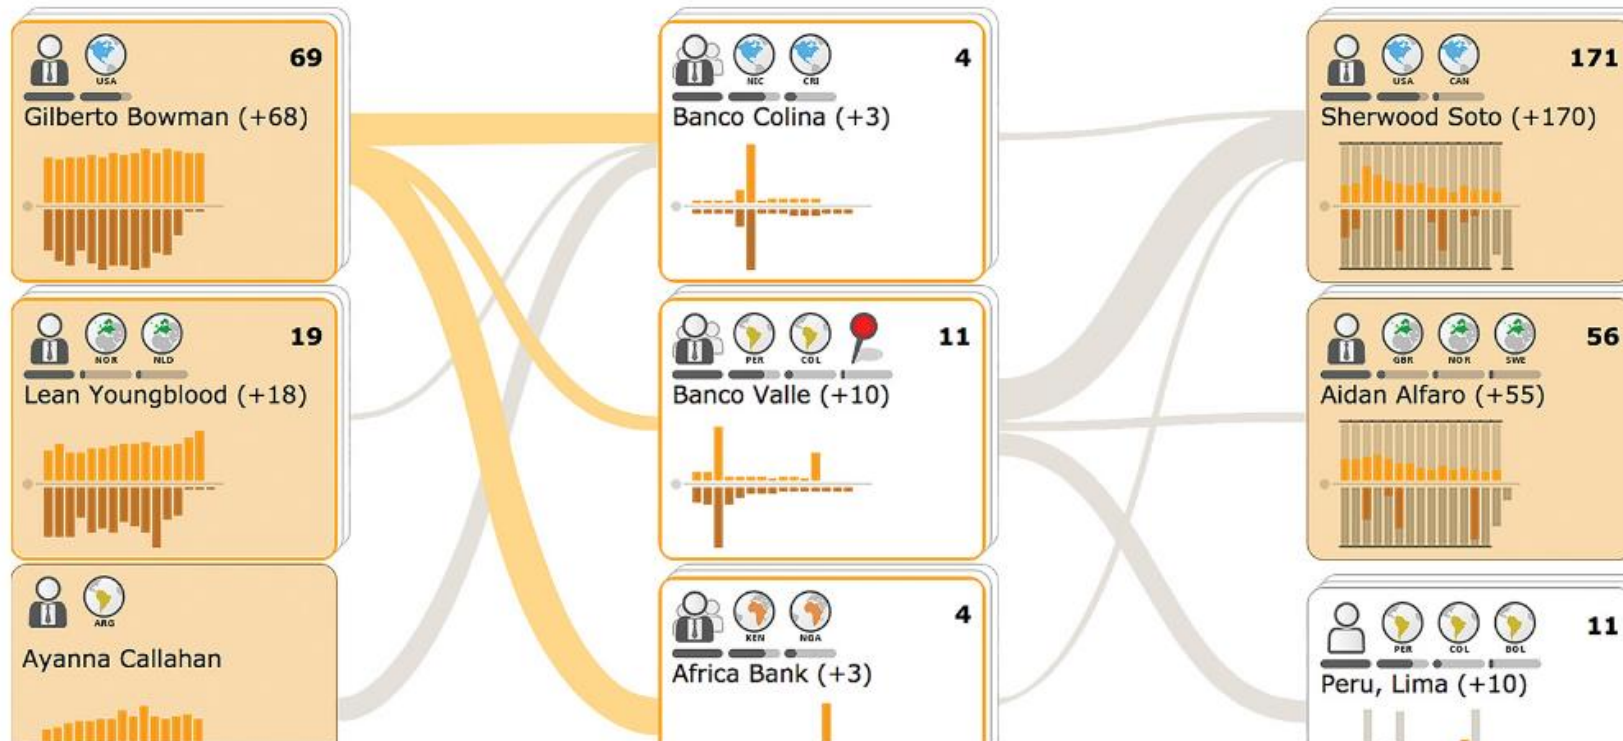 69
USA
Gilberto Bowman (+68)
19
NOR NLD
Lean Youngblood (+18)
ARG
Ayanna Callahan
4
NIC CRI
Banco Colina (+3)
11
PER COL
Banco Valle (+10)
4
KEN NGA
Africa Bank (+3)
171
USA CAN
Sherwood Soto (+170)
56
GBR NOR SWE
Aidan Alfaro (+55)
11
PER COL BOL
Peru, Lima (+10)